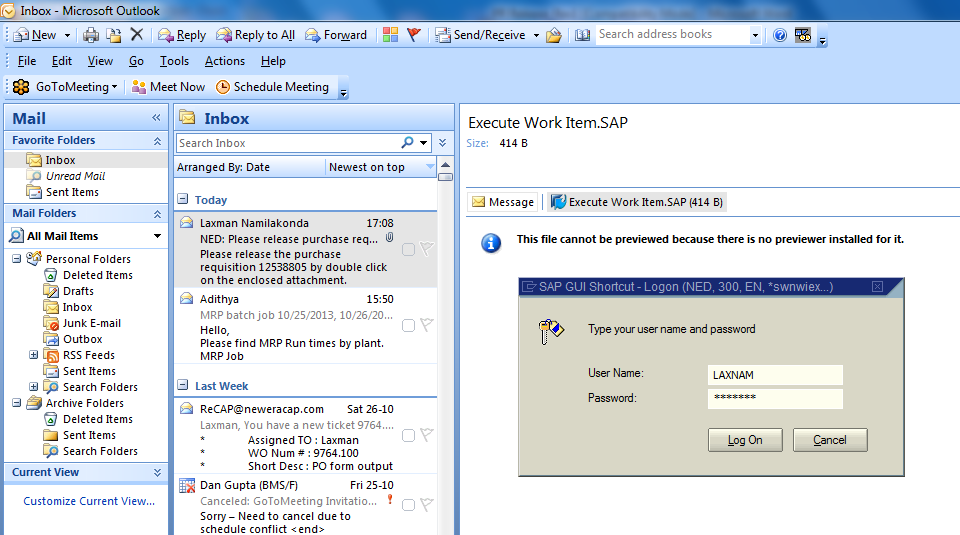 Inbox - Microsoft Outlook
New Reply Reply to All Forward Send/Receive Search address books
File Edit View Go Tools Actions Help
GoToMeeting Meet Now Schedule Meeting
Mail
Favorite Folders
Inbox
Unread Mail
Sent Items
Mail Folders
All Mail Items
Personal Folders
Deleted Items
Drafts
Inbox
Junk E-mail
Outbox
RSS Feeds
Sent Items
Search Folders
Archive Folders
Deleted Items
Sent Items
Search Folders
Current View
Customize Current View...
Inbox
Search Inbox
Arranged By: Date Newest on top
Today
Laxman Namilakonda 17:08
NED: Please release purchase req...
Please release the purchase
requisition 12538805 by double click
on the enclosed attachment.
Adithya 15:50
MRP batch job 10/25/2013, 10/26/20...
Hello,
Please find MRP Run times by plant.
MRP Job
Last Week
ReCAP@neweracap.com Sat 26-10
Laxman, You have a new ticket 9764....
* Assigned TO : Laxman
* WO Num # : 9764.100
* Short Desc : PO form output
Dan Gupta (BMS/F) Fri 25-10
Canceled: GoToMeeting Invitatio...
Sorry – Need to cancel due to
schedule conflict <end>
Execute Work Item.SAP
Size: 414 B
Message Execute Work Item.SAP (414 B)
This file cannot be previewed because there is no previewer installed for it.
SAP GUI Shortcut - Logon (NED, 300, EN, *swnwiex...)
Type your user name and password
User Name: LAXNAM
Password: *******
Log On Cancel